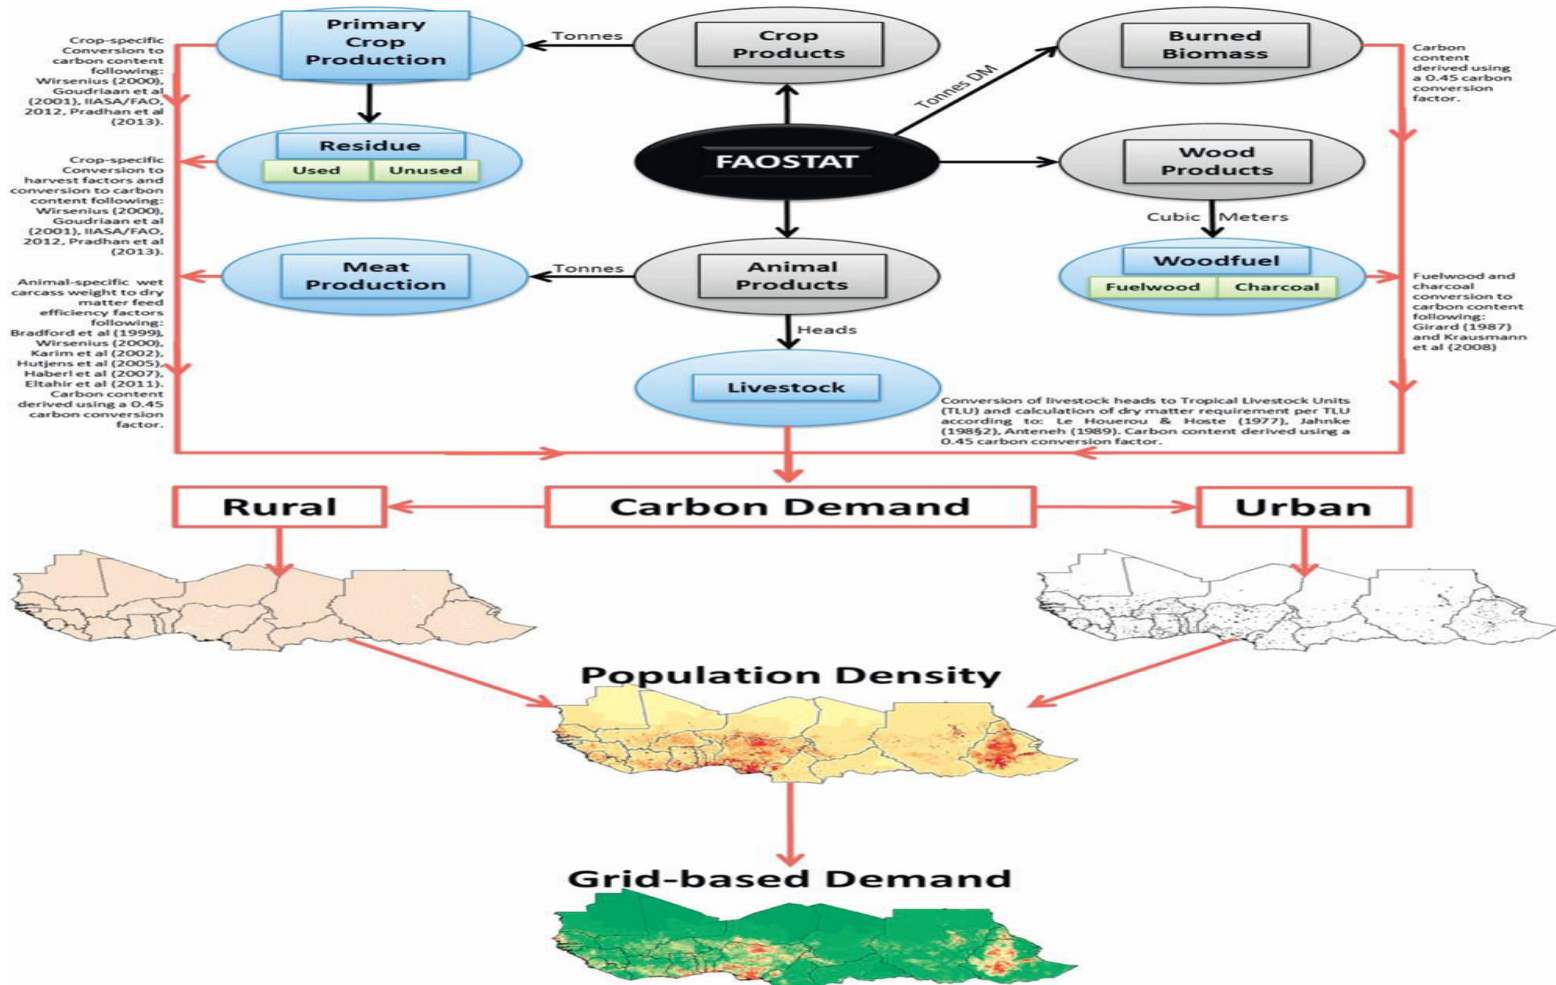 Primary
Crop
Production
Tonnes
Crop
Products
Burned
Biomass
Crop-specific
Conversion to
carbon content
following:
Wirsenius (2000),
Goudriaan et al
(2001), IIASA/FAO,
2012, Pradhan et al
(2013).
Carbon
content
derived using
a 0.45 carbon
conversion
factor.
Tonnes DM
Residue
Used
Unused
FAOSTAT
Wood
Products
Crop-specific
Conversion to
harvest factors and
conversion to carbon
content following:
Wirsenius (2000),
Goudriaan et al
(2001), IIASA/FAO,
2012, Pradhan et al
(2013).
Cubic Meters
Meat
Production
Tonnes
Animal
Products
Woodfuel
Fuelwood
Charcoal
Animal-specific wet
carcass weight to dry
matter feed
efficiency factors
following:
Bradford et al (1999),
Wirsenius (2000),
Karim et al (2002),
Hutjens et al (2005),
Haberl et al (2007),
Eltahir et al (2011).
Carbon content
derived using a 0.45
carbon conversion
factor.
Fuelwood and
charcoal
conversion to
carbon content
following:
Girard (1987)
and Krausmann
et al (2008)
Heads
Livestock
Conversion of livestock heads to Tropical Livestock Units
(TLU) and calculation of dry matter requirement per TLU
according to: Le Houerou & Hoste (1977), Jahnke
(198§2), Anteneh (1989). Carbon content derived using a
0.45 carbon conversion factor.
Rural
Carbon Demand
Urban
Population Density
Grid-based Demand